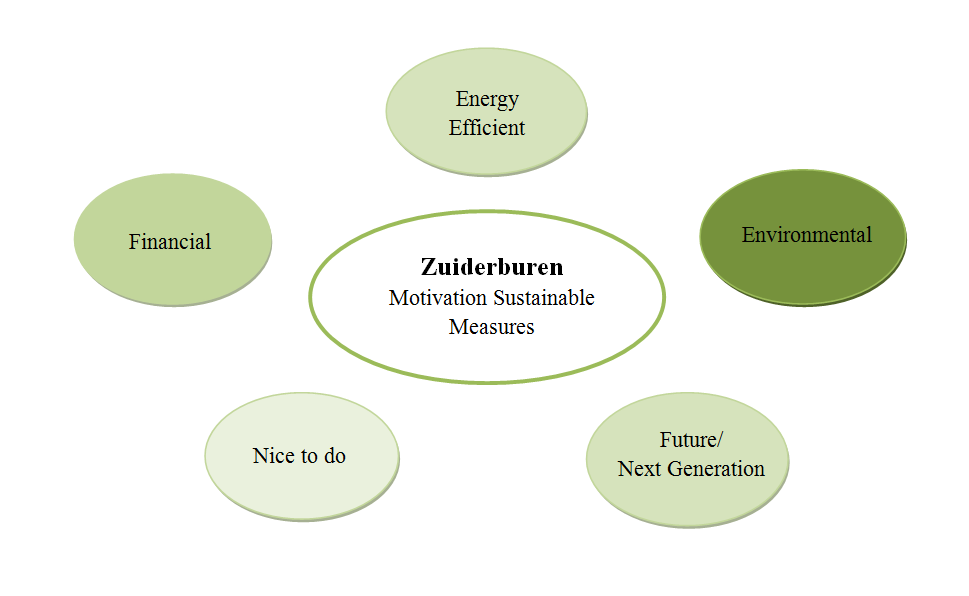 Energy
Efficient
Financial
Environmental
Zuiderburen
Motivation Sustainable
Measures
Nice to do
Future/
Next Generation